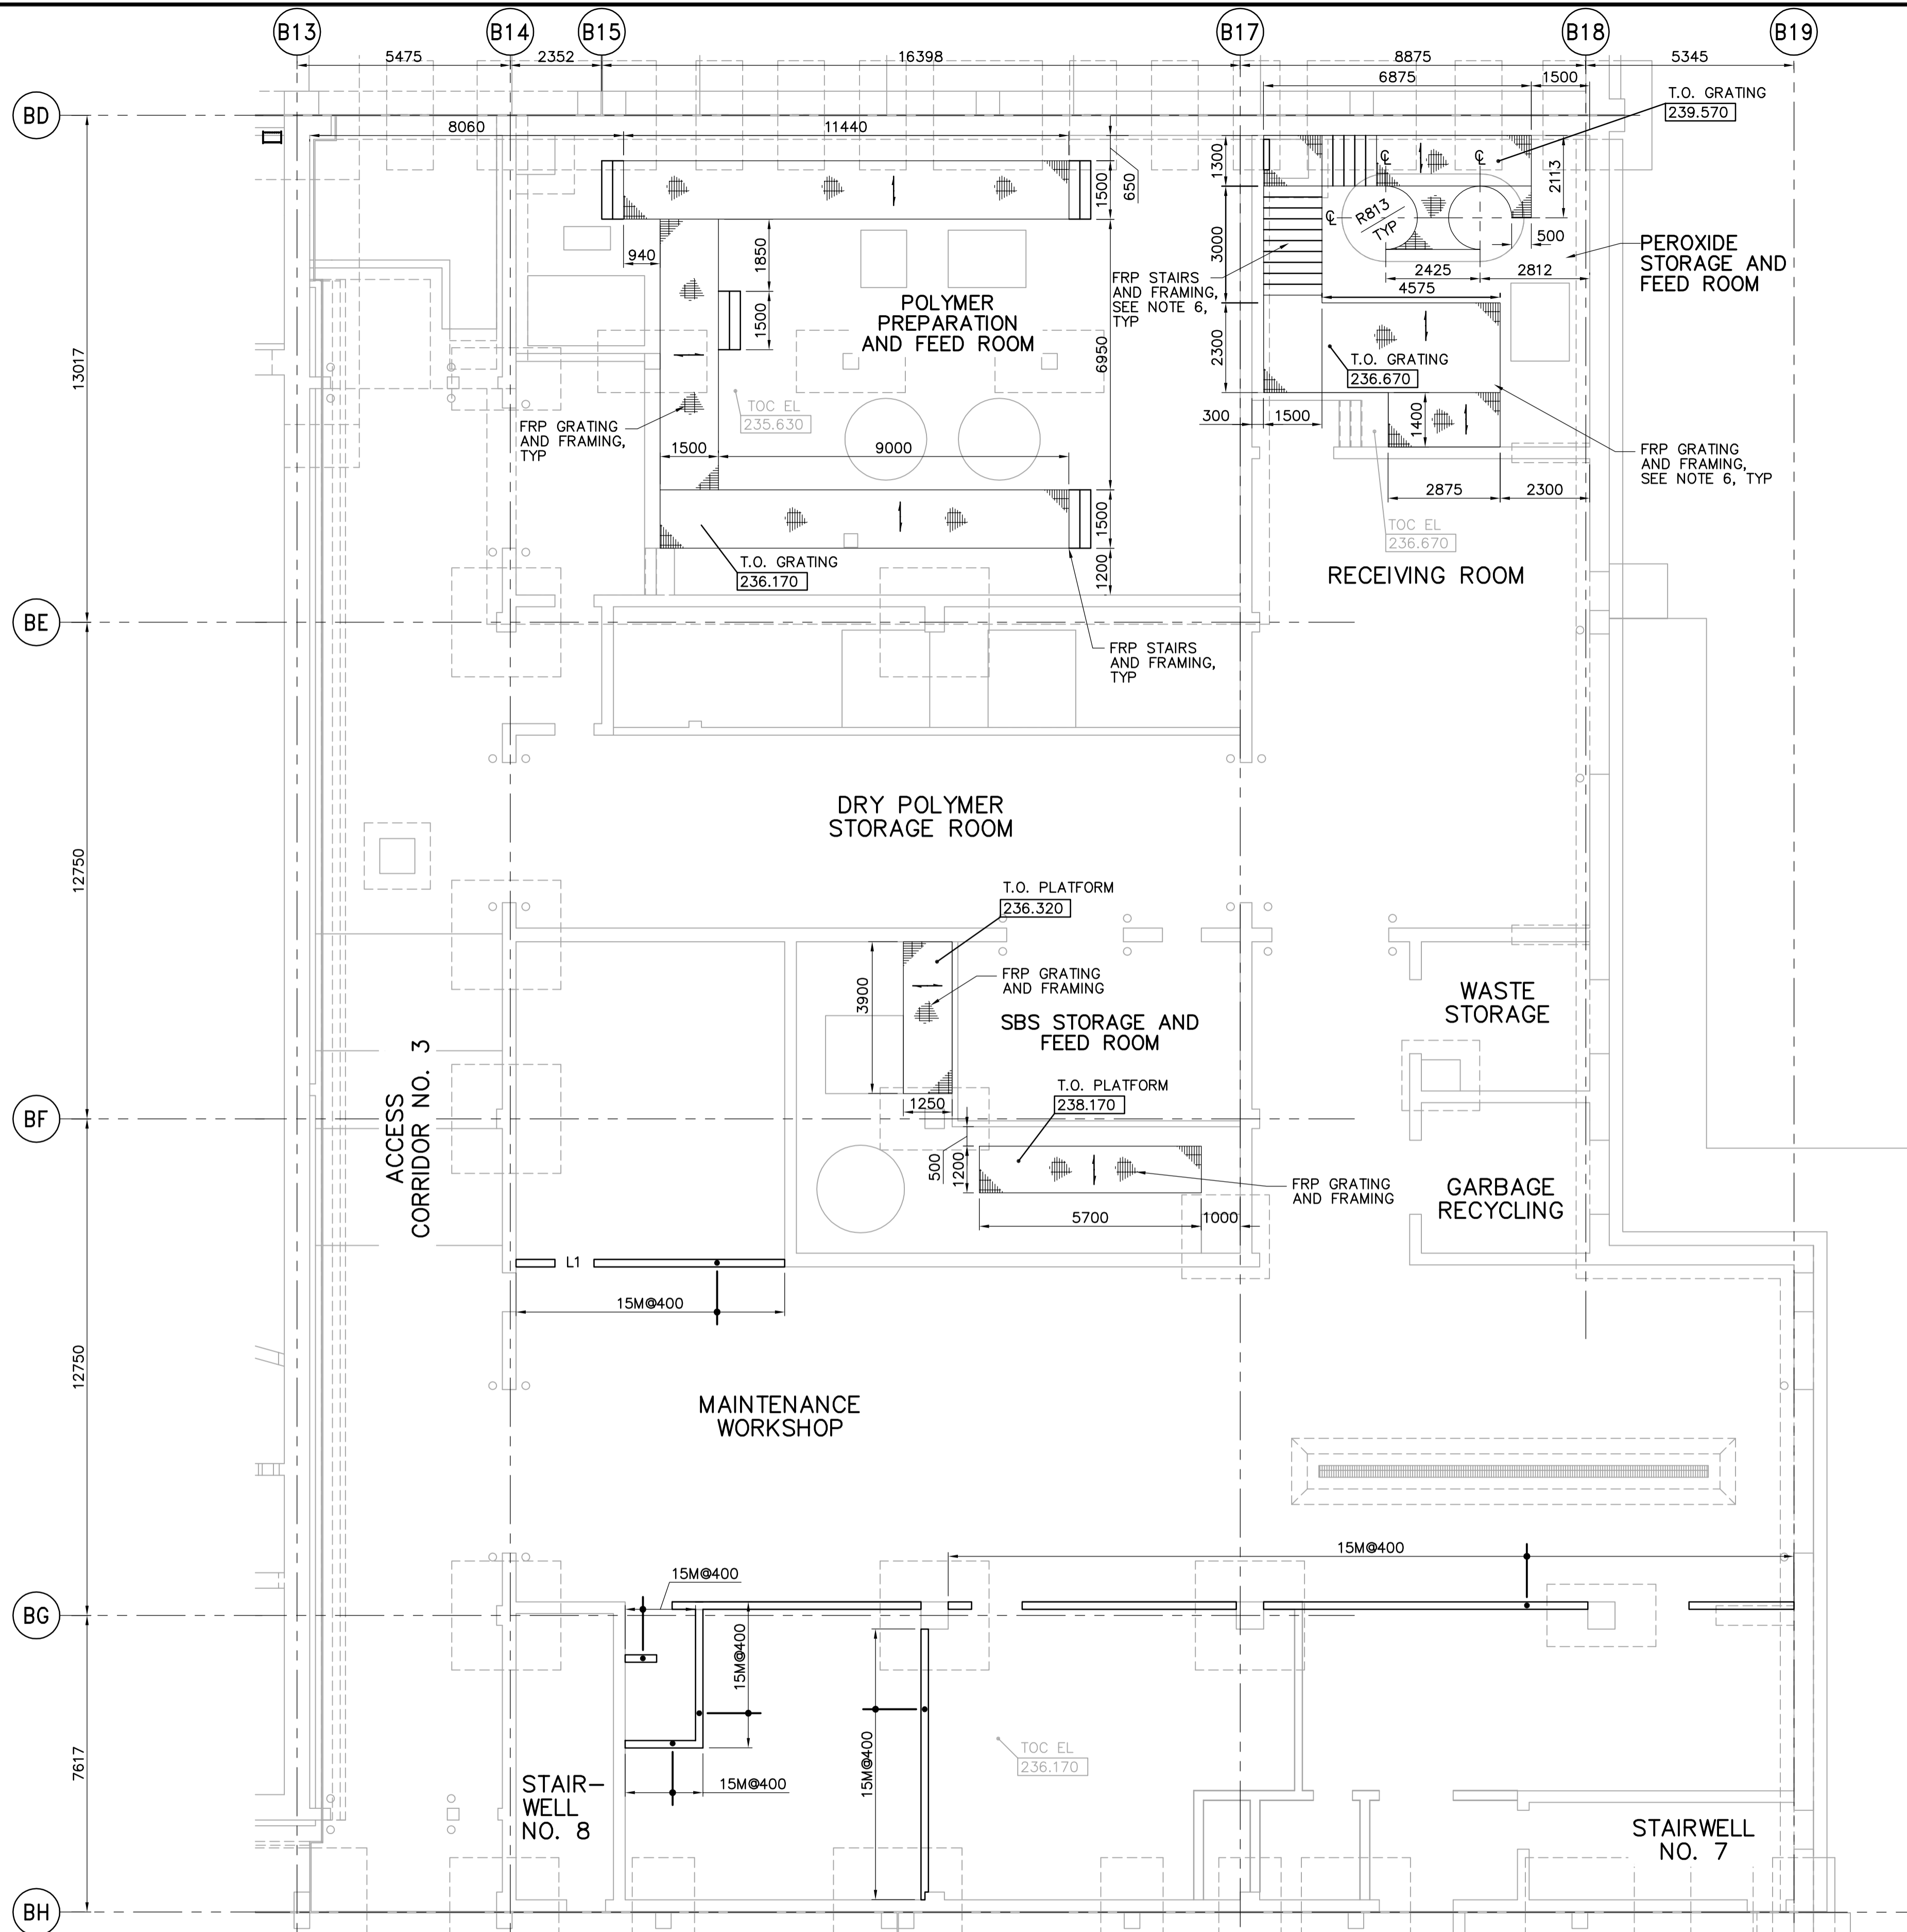 B13
B14
B15
B17
B18
B19
5475
2352
16398
8875
5345
6875
1500
T.O. GRATING
239.570
BD
8060
11440
650
1500
1300
2113
℄
℄
℄
R813
TYP
500
3000
940
1850
1500
POLYMER
PREPARATION
AND FEED ROOM
FRP STAIRS
AND FRAMING,
SEE NOTE 6,
TYP
2425
2812
4575
PEROXIDE
STORAGE AND
FEED ROOM
6950
2300
T.O. GRATING
236.670
13017
FRP GRATING
AND FRAMING,
TYP
TOC EL
235.630
300
1500
1400
1500
9000
FRP GRATING
AND FRAMING,
SEE NOTE 6, TYP
2875
2300
1500
TOC EL
236.670
T.O. GRATING
236.170
1200
RECEIVING ROOM
BE
FRP STAIRS
AND FRAMING,
TYP
DRY POLYMER
STORAGE ROOM
12750
T.O. PLATFORM
236.320
3900
FRP GRATING
AND FRAMING
SBS STORAGE AND
FEED ROOM
WASTE
STORAGE
ACCESS
CORRIDOR NO. 3
T.O. PLATFORM
238.170
1250
BF
500
1200
FRP GRATING
AND FRAMING
GARBAGE
RECYCLING
5700
1000
L1
15M@400
12750
MAINTENANCE
WORKSHOP
15M@400
15M@400
BG
15M@400
15M@400
TOC EL
236.170
15M@400
7617
STAIR-
WELL
NO. 8
STAIRWELL
NO. 7
BH